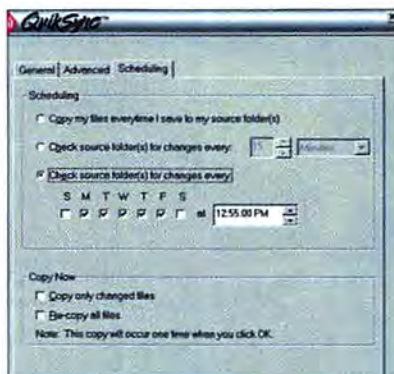 QwikSync™
General Advanced Scheduling
Scheduling
Copy my files everytime I save to my source folder(s)
Check source folder(s) for changes every: 15 Minutes
Check source folder(s) for changes every:
S M T W T F S
at 12:55:00 PM
Copy Now
Copy only changed files
Re-copy all files
Note: This copy will occur one time when you click OK.